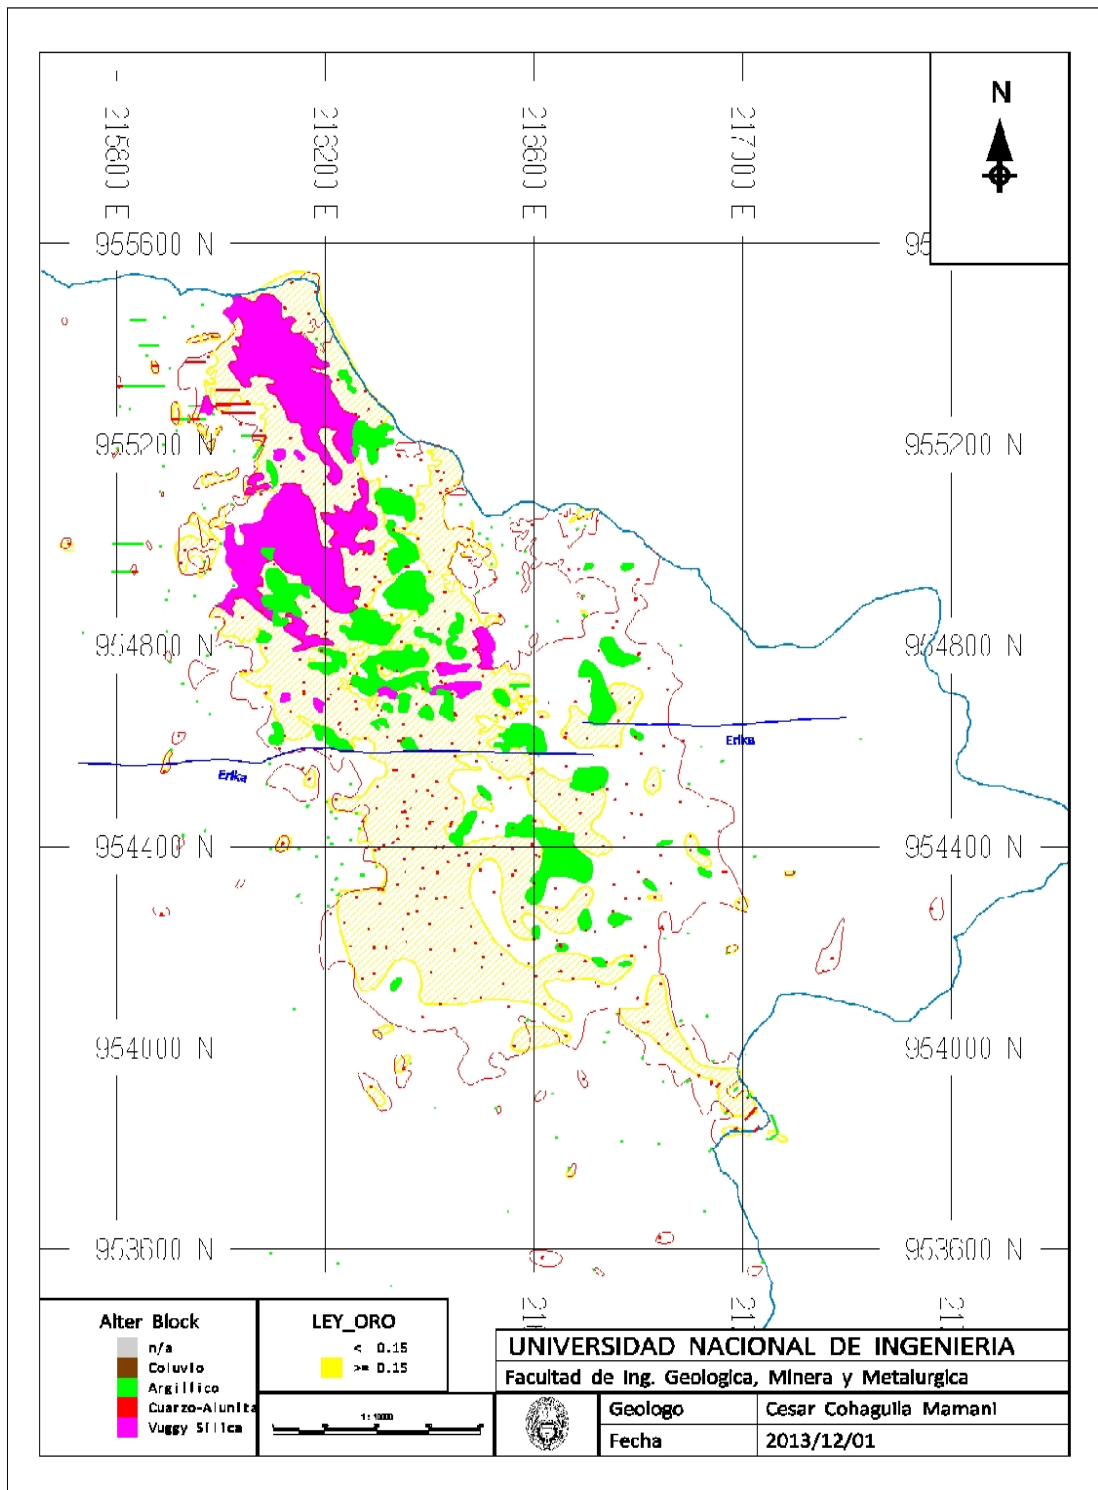 215800 E
216200 E
216600 E
217000 E
N
955600 N
955200 N
955200 N
954800 N
954800 N
Erika
Erika
954400 N
954400 N
954000 N
954000 N
953600 N
953600 N
Alter Block
n/a
Coluvio
Argilico
Cuarzo-Alunita
Vuggy Silica
LEY_ORO
< 0.15
>= 0.15
1 : 10000
UNIVERSIDAD NACIONAL DE INGENIERIA
Facultad de Ing. Geologica, Minera y Metalurgica
Geologo Cesar Cohaguila Mamani
Fecha 2013/12/01